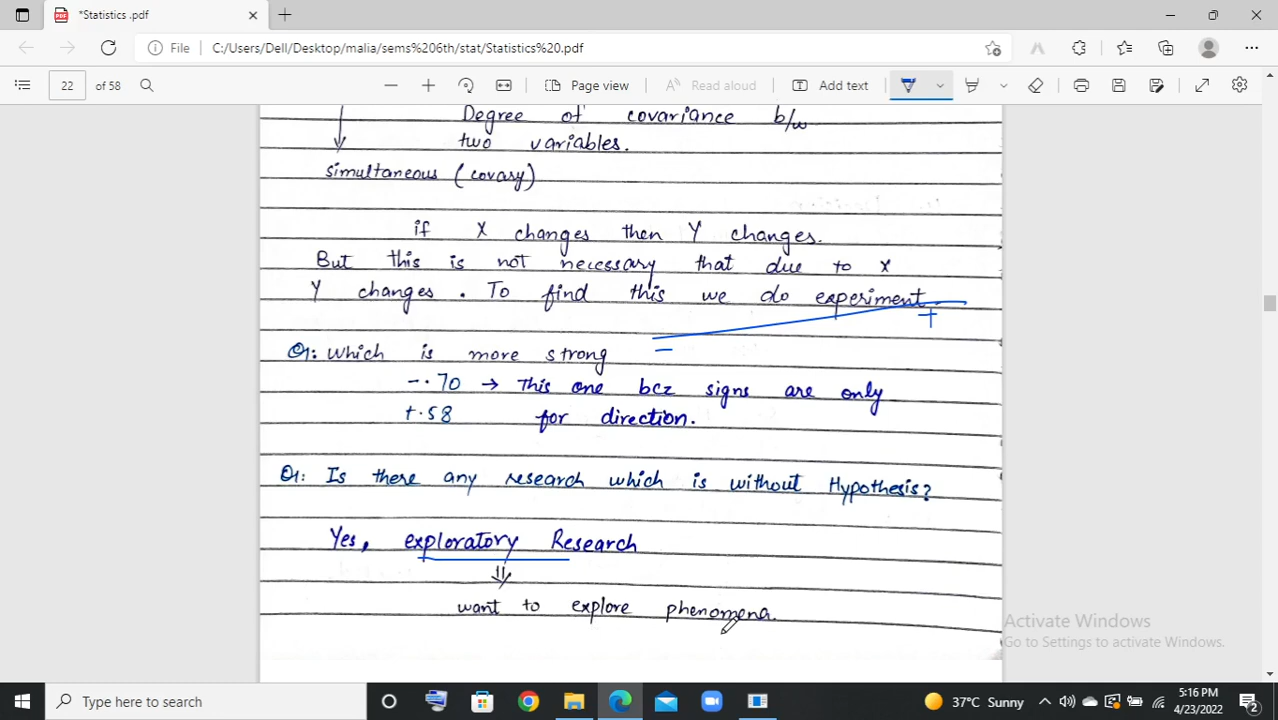 *Statistics .pdf
File C:/Users/Dell/Desktop/malia/sems%206th/stat/Statistics%20.pdf
22 of 58 Page view Read aloud Add text
Degree of covariance b/w
two variables.
simultaneous (covary)
if X changes then Y changes.
But this is not necessary that due to x
Y changes. To find this we do experiment
+
=
Q1: Which is more strong
-.70 → This one bcz signs are only
+.58 for direction.
Q1: Is there any research which is without Hypothesis?
Yes, exploratory Research
want to explore phenomena.
Activate Windows
Go to Settings to activate Windows.
Type here to search
37°C Sunny
5:16 PM
4/23/2022
2